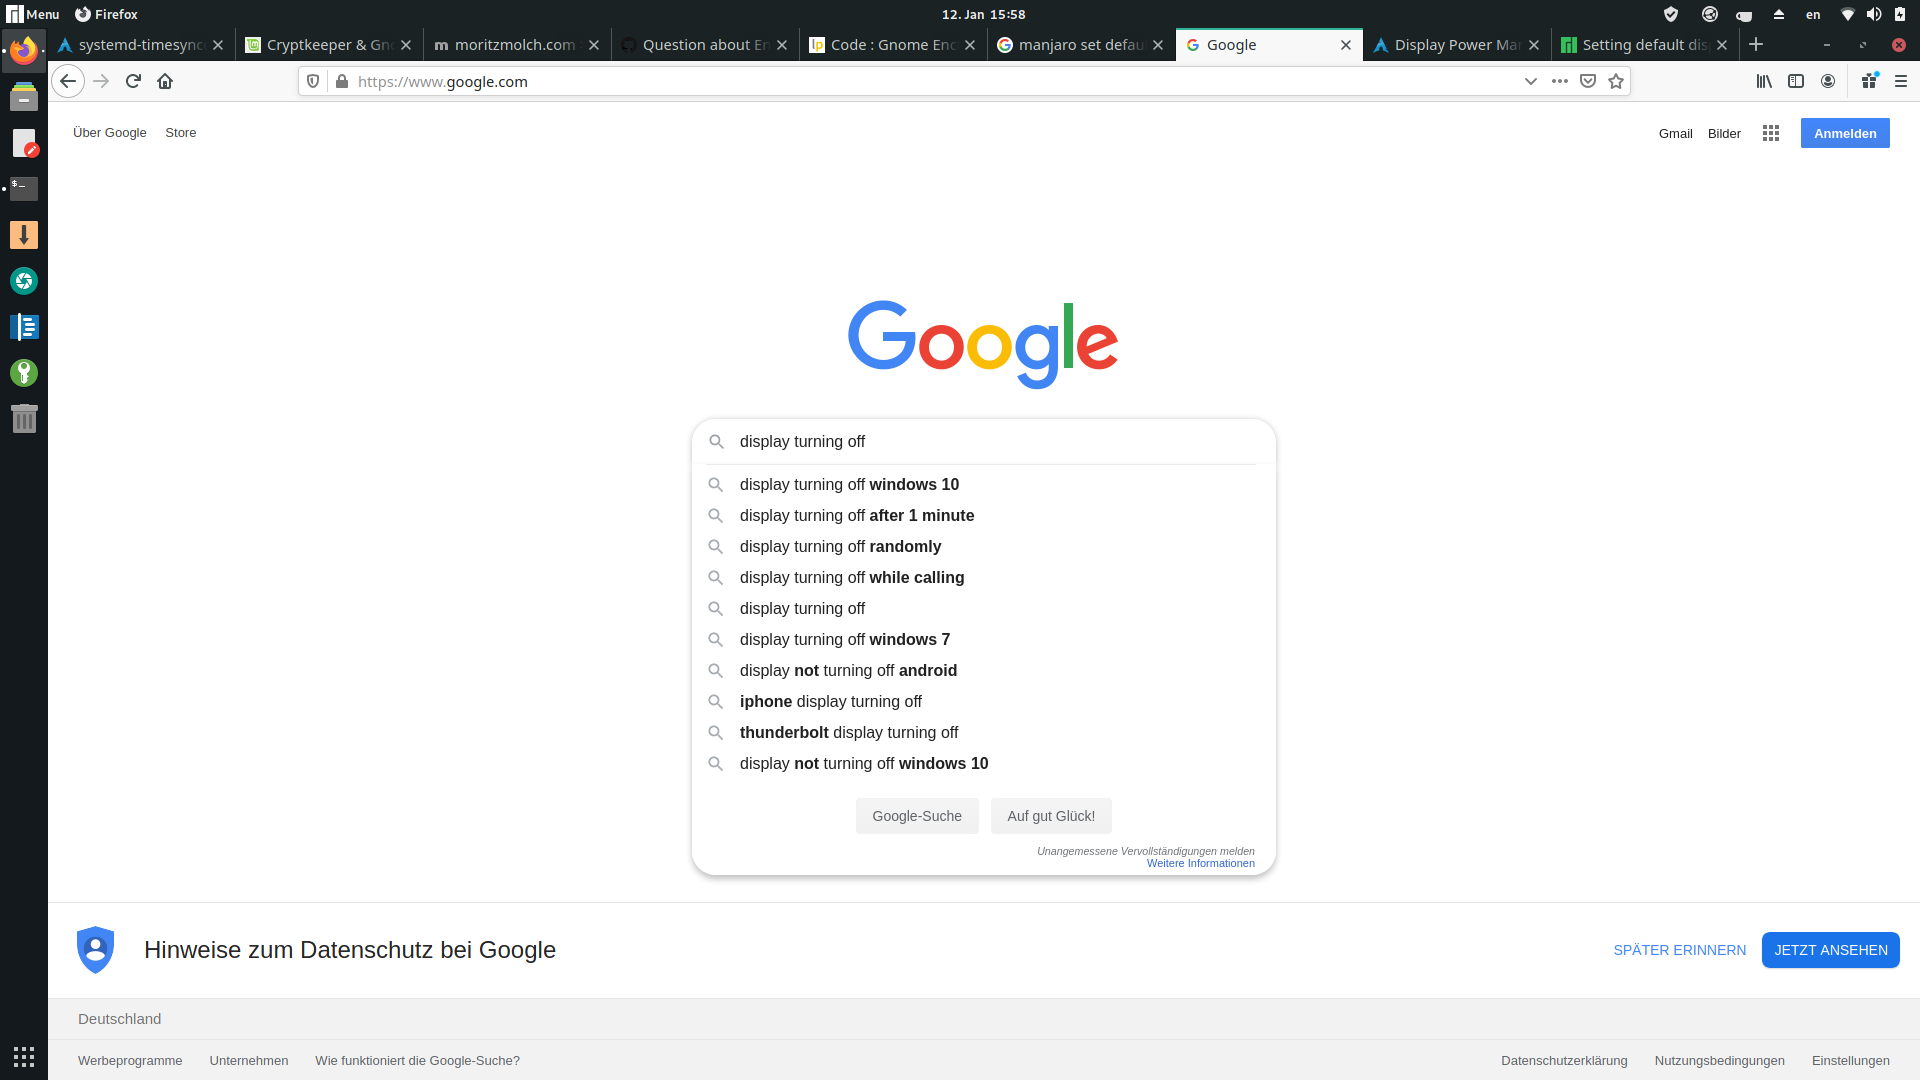 Menu Firefox 12. Jan 15:58 en
systemd-timesync Cryptkeeper & Gn moritzmolch.com Question about En Code : Gnome Enc manjaro set defau Google Display Power Ma Setting default dis
https://www.google.com
Über Google Store Gmail Bilder Anmelden
Google
display turning off
display turning off windows 10
display turning off after 1 minute
display turning off randomly
display turning off while calling
display turning off
display turning off windows 7
display not turning off android
iphone display turning off
thunderbolt display turning off
display not turning off windows 10
Google-Suche Auf gut Glück!
Unangemessene Vervollständigungen melden
Weitere Informationen
Hinweise zum Datenschutz bei Google SPÄTER ERINNERN JETZT ANSEHEN
Deutschland
Werbeprogramme Unternehmen Wie funktioniert die Google-Suche? Datenschutzerklärung Nutzungsbedingungen Einstellungen